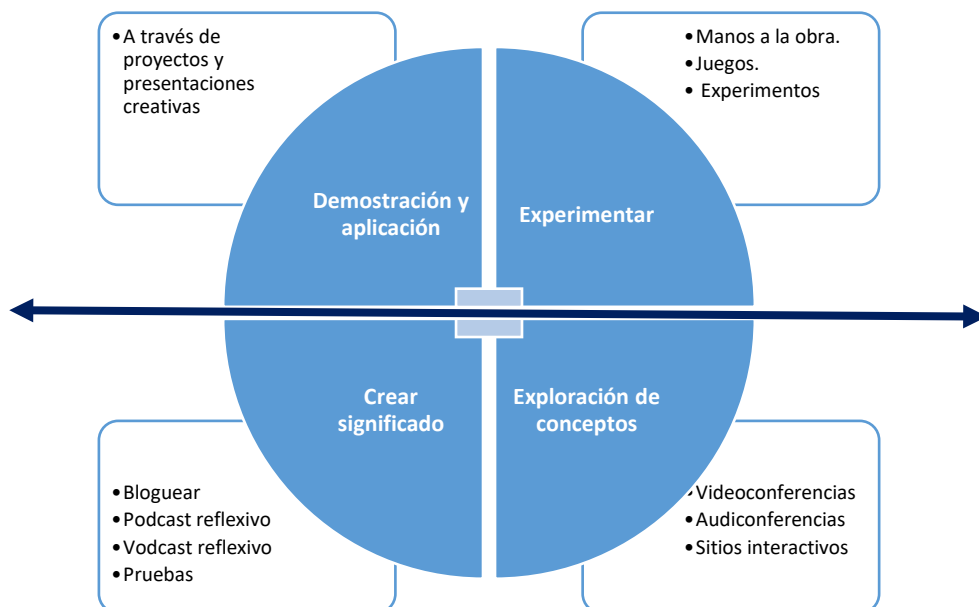 •A través de
proyectos y
presentaciones
creativas
•Manos a la obra.
•Juegos.
• Experimentos
Demostración y
aplicación
Experimentar
Crear
significado
Exploración de
conceptos
•Bloguear
•Podcast reflexivo
•Vodcast reflexivo
•Pruebas
•Videoconferencias
•Audiconferencias
•Sitios interactivos